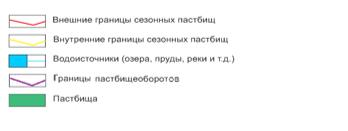 Внешние границы сезонных пастбищ
Внутренние границы сезонных пастбищ
Водоисточники (озера, пруды, реки и т.д.)
Границы пастбищеоборотов
Пастбища